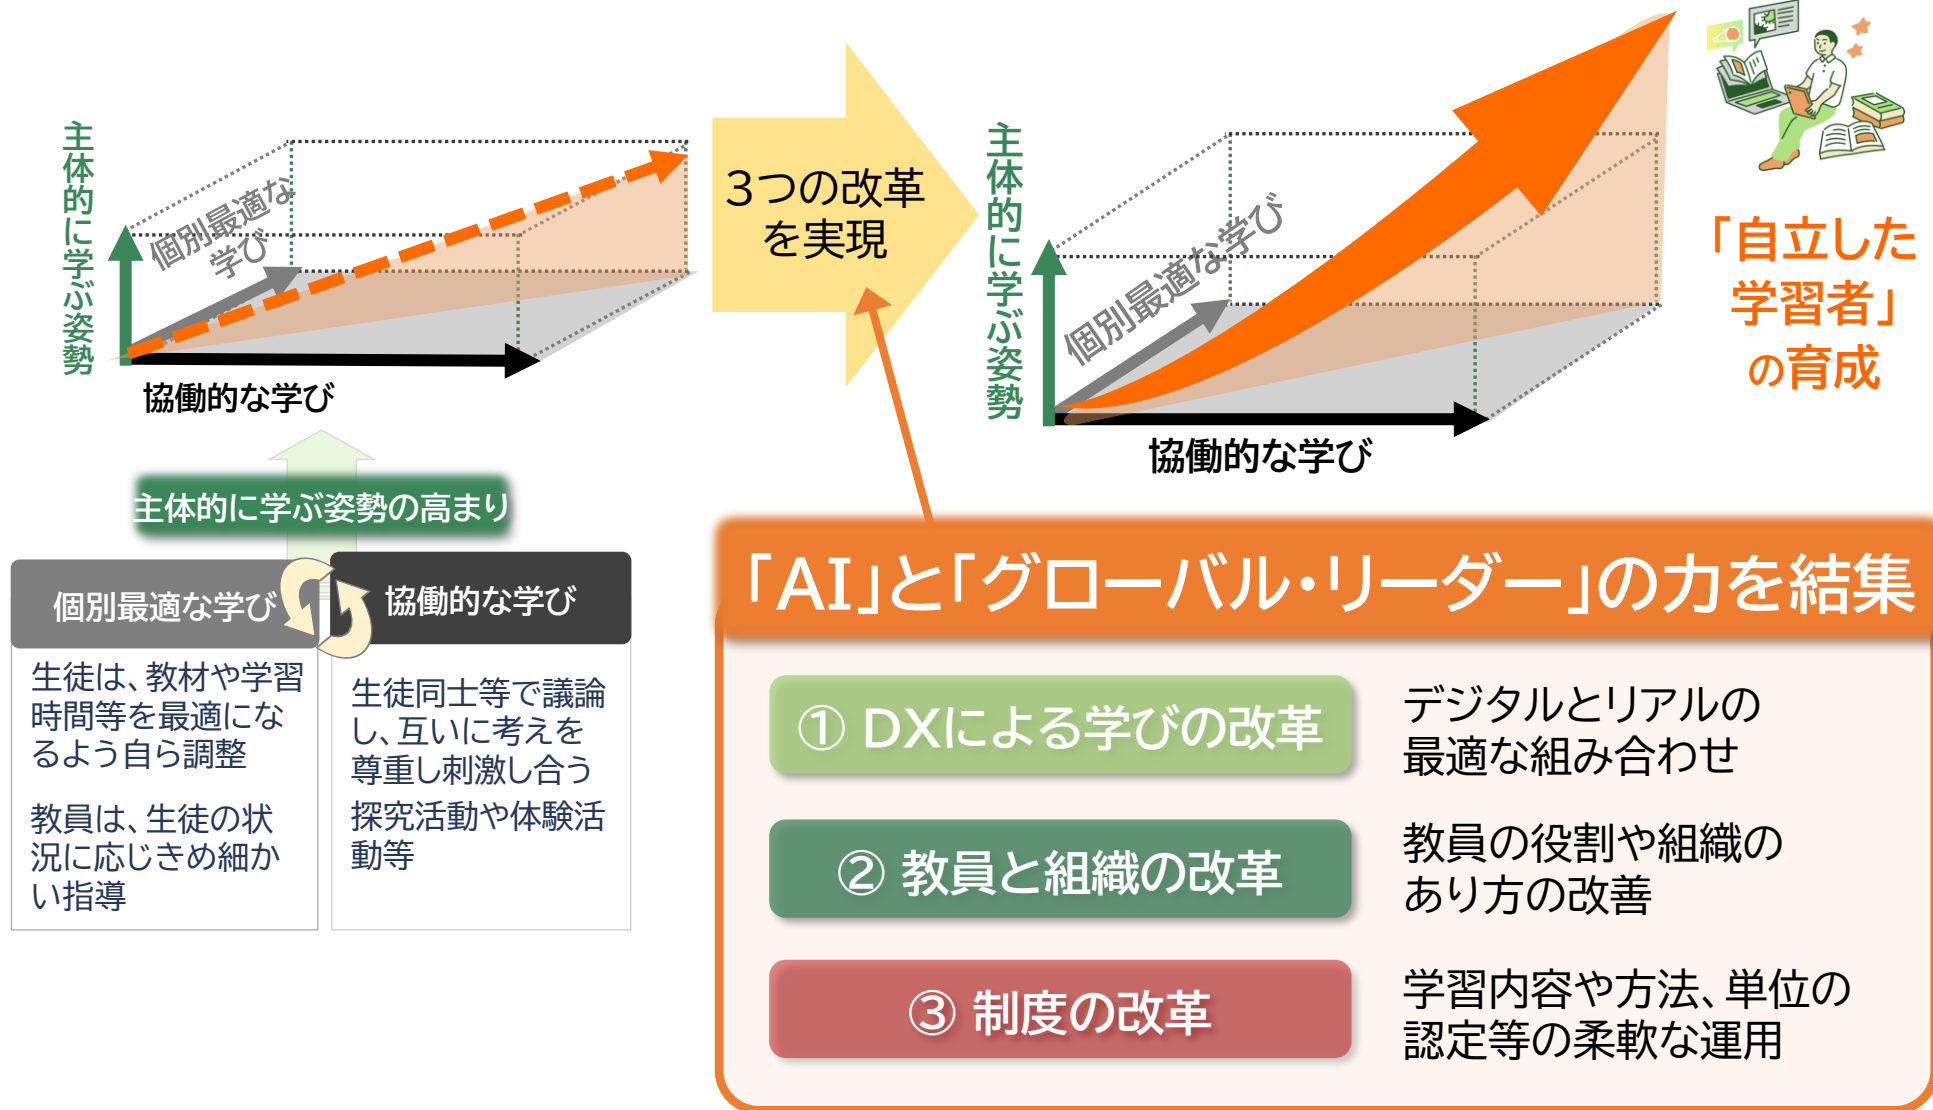 主体的に学ぶ姿勢
個別最適な
学び
協働的な学び
3つの改革
を実現
主体的に学ぶ姿勢
個別最適な学び
協働的な学び
「自立した
学習者」
の育成
主体的に学ぶ姿勢の高まり
個別最適な学び
生徒は、教材や学習
時間等を最適にな
るよう自ら調整
教員は、生徒の状
況に応じきめ細か
い指導
協働的な学び
生徒同士等で議論
し、互いに考えを
尊重し刺激し合う
探究活動や体験活
動等
「AI」と「グローバル・リーダー」の力を結集
① DXによる学びの改革
デジタルとリアルの
最適な組み合わせ
② 教員と組織の改革
教員の役割や組織の
あり方の改善
③ 制度の改革
学習内容や方法、単位の
認定等の柔軟な運用